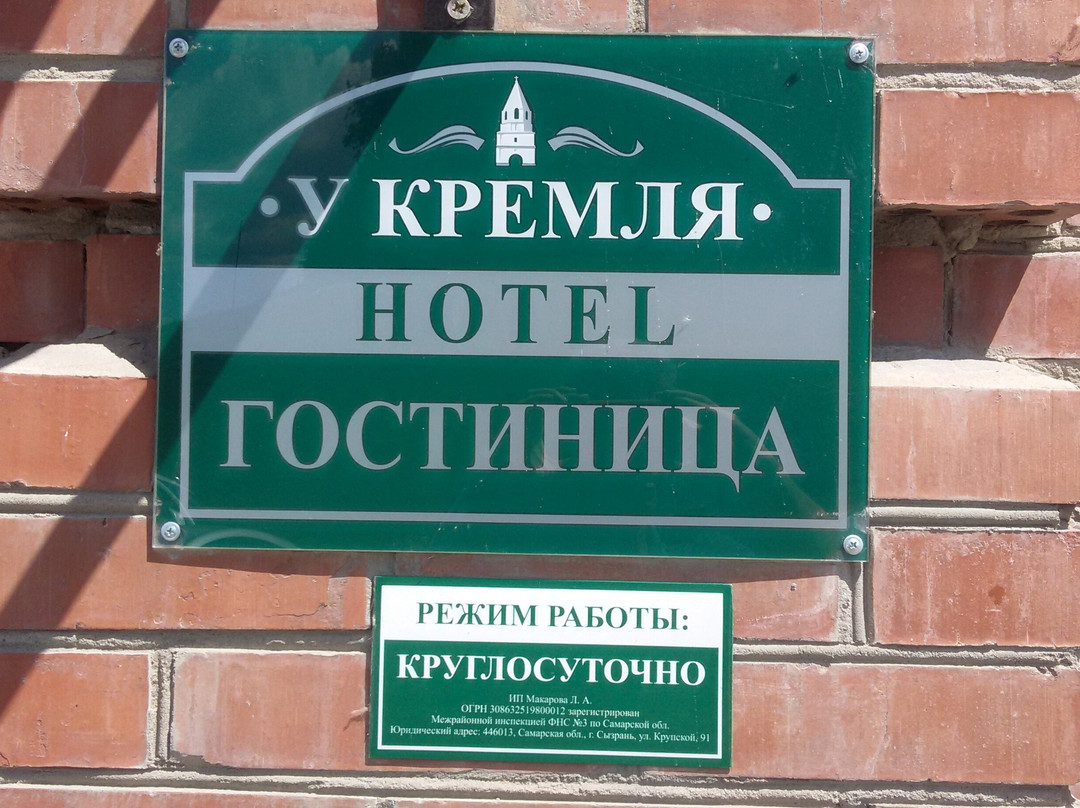 • У КРЕМЛЯ •
HOTEL
ГОСТИНИЦА
РЕЖИМ РАБОТЫ:
КРУГЛОСУТОЧНО
ИП Макарова Л. А.
ОГРН 308632519800012 зарегистрирован
Межрайонной инспекцией ФНС №3 по Самарской обл.
Юридический адрес: 446013, Самарская обл., г. Сызрань, ул. Крупской, 91